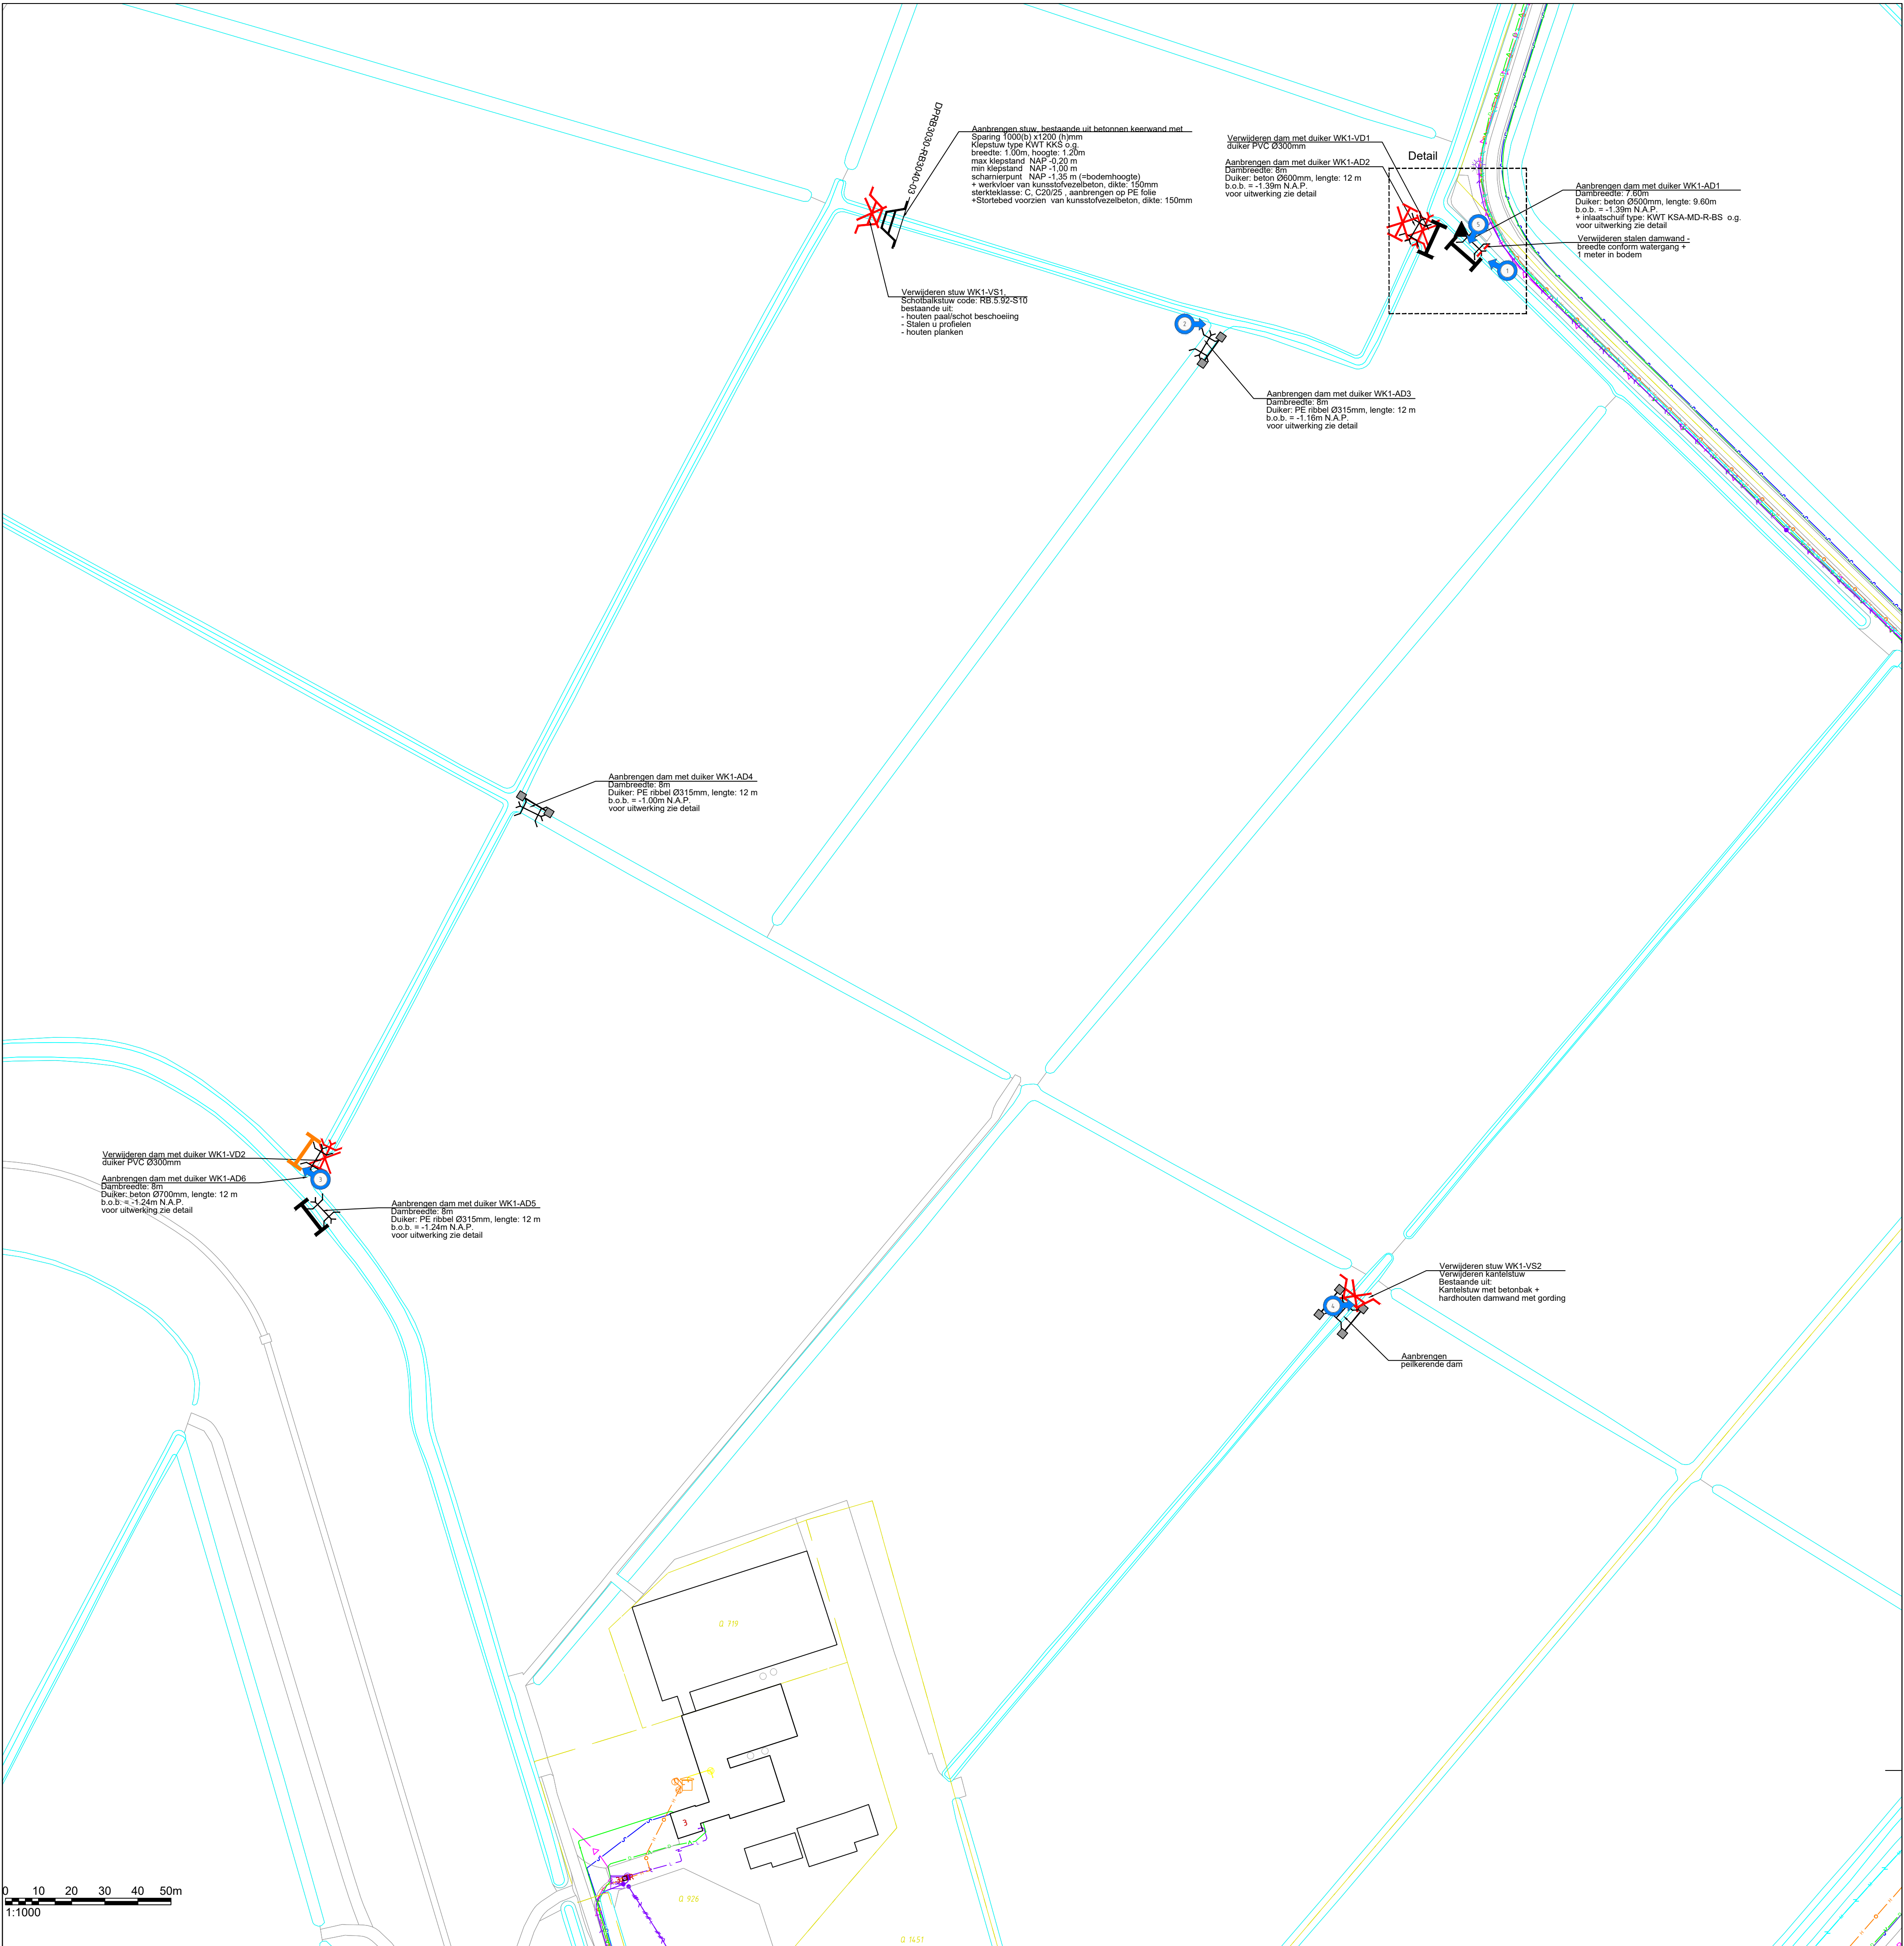 DPRB3030-RB3040-03
Aanbrengen stuw, bestaande uit betonnen keerwand met
Sparing 1000(b) x1200 (h)mm
Klepstuw type KWT KKS o.g.
breedte: 1.00m, hoogte: 1.20m
max klepstand NAP -0,20 m
min klepstand NAP -1,00 m
scharnierpunt NAP -1,35 m (=bodemhoogte)
+ werkvloer van kunsstofvezelbeton, dikte: 150mm
sterkteklasse: C, C20/25 , aanbrengen op PE folie
+Stortebed voorzien van kunsstofvezelbeton, dikte: 150mm
Verwijderen dam met duiker WK1-VD1
duiker PVC Ø300mm
Aanbrengen dam met duiker WK1-AD2
Dambreedte: 8m
Duiker: beton Ø600mm, lengte: 12 m
b.o.b. = -1.39m N.A.P.
voor uitwerking zie detail
Detail
Aanbrengen dam met duiker WK1-AD1
Dambreedte: 7.60m
Duiker: beton Ø500mm, lengte: 9.60m
b.o.b. = -1.39m N.A.P.
+ inlaatschuif type: KWT KSA-MD-R-BS o.g.
voor uitwerking zie detail
Verwijderen stalen damwand -
breedte conform watergang +
1 meter in bodem
5
1
Verwijderen stuw WK1-VS1,
Schotbalkstuw code: RB.5.92-S10
bestaande uit:
- houten paal/schot beschoeiing
- Stalen u profielen
- houten planken
2
Aanbrengen dam met duiker WK1-AD3
Dambreedte: 8m
Duiker: PE ribbel Ø315mm, lengte: 12 m
b.o.b. = -1.16m N.A.P.
voor uitwerking zie detail
Aanbrengen dam met duiker WK1-AD4
Dambreedte: 8m
Duiker: PE ribbel Ø315mm, lengte: 12 m
b.o.b. = -1.00m N.A.P.
voor uitwerking zie detail
Verwijderen dam met duiker WK1-VD2
duiker PVC Ø300mm
Aanbrengen dam met duiker WK1-AD6
Dambreedte: 8m
Duiker: beton Ø700mm, lengte: 12 m
b.o.b. = -1.24m N.A.P.
voor uitwerking zie detail
3
Aanbrengen dam met duiker WK1-AD5
Dambreedte: 8m
Duiker: PE ribbel Ø315mm, lengte: 12 m
b.o.b. = -1.24m N.A.P.
voor uitwerking zie detail
Verwijderen stuw WK1-VS2
Verwijderen kantelstuw
Bestaande uit:
Kantelstuw met betonbak +
hardhouten damwand met gording
4
Aanbrengen
peilkerende dam
Q 719
3
Q 926
Q 1451
0 10 20 30 40 50m
1:1000